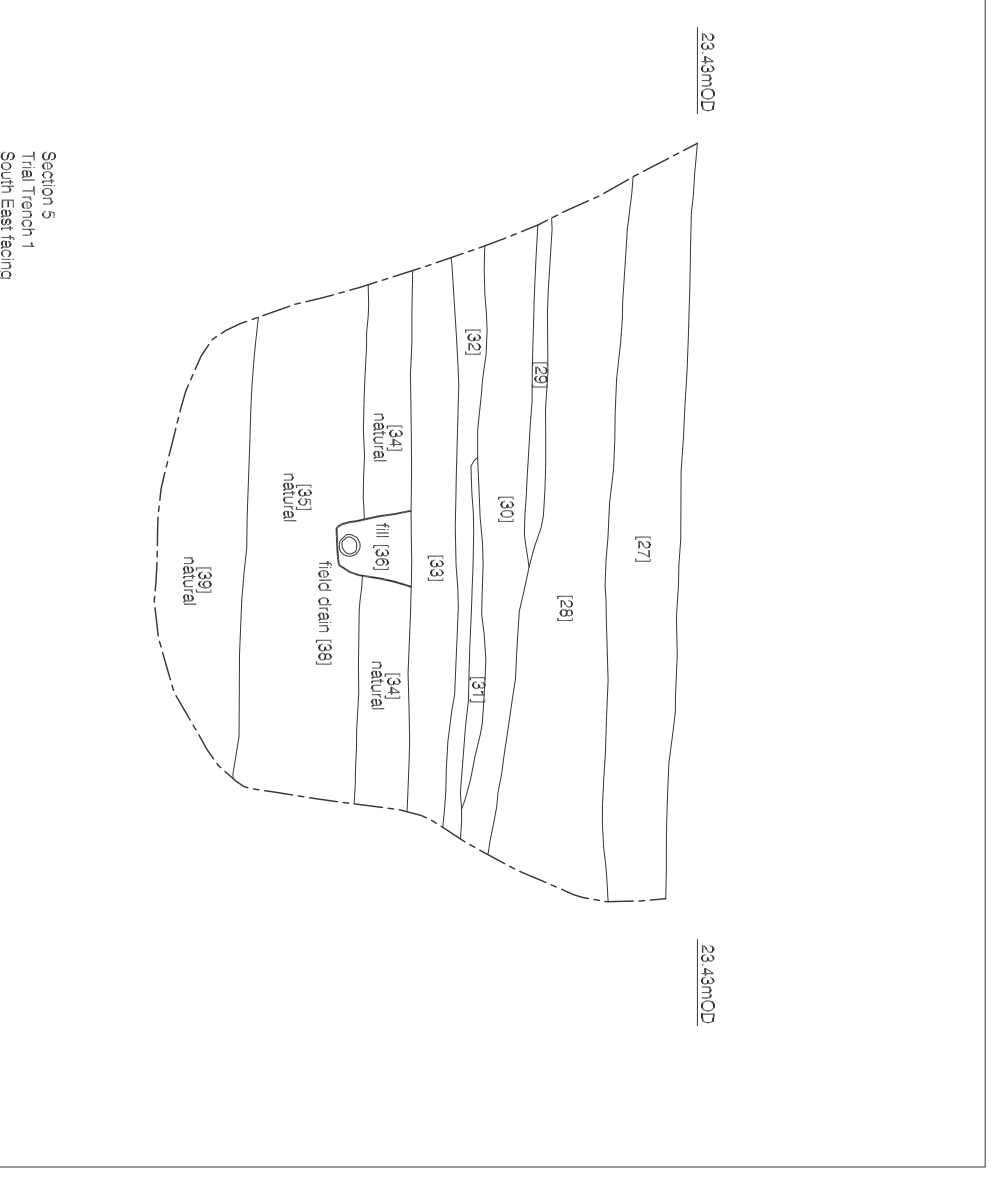 23.43mOD
23.43mOD
[27]
[28]
[29]
[30]
[31]
[32]
[33]
[34]
natural
[34]
natural
fill [36]
field drain [38]
[35]
natural
[39]
natural
Section 5
Trial Trench 1
South East facing